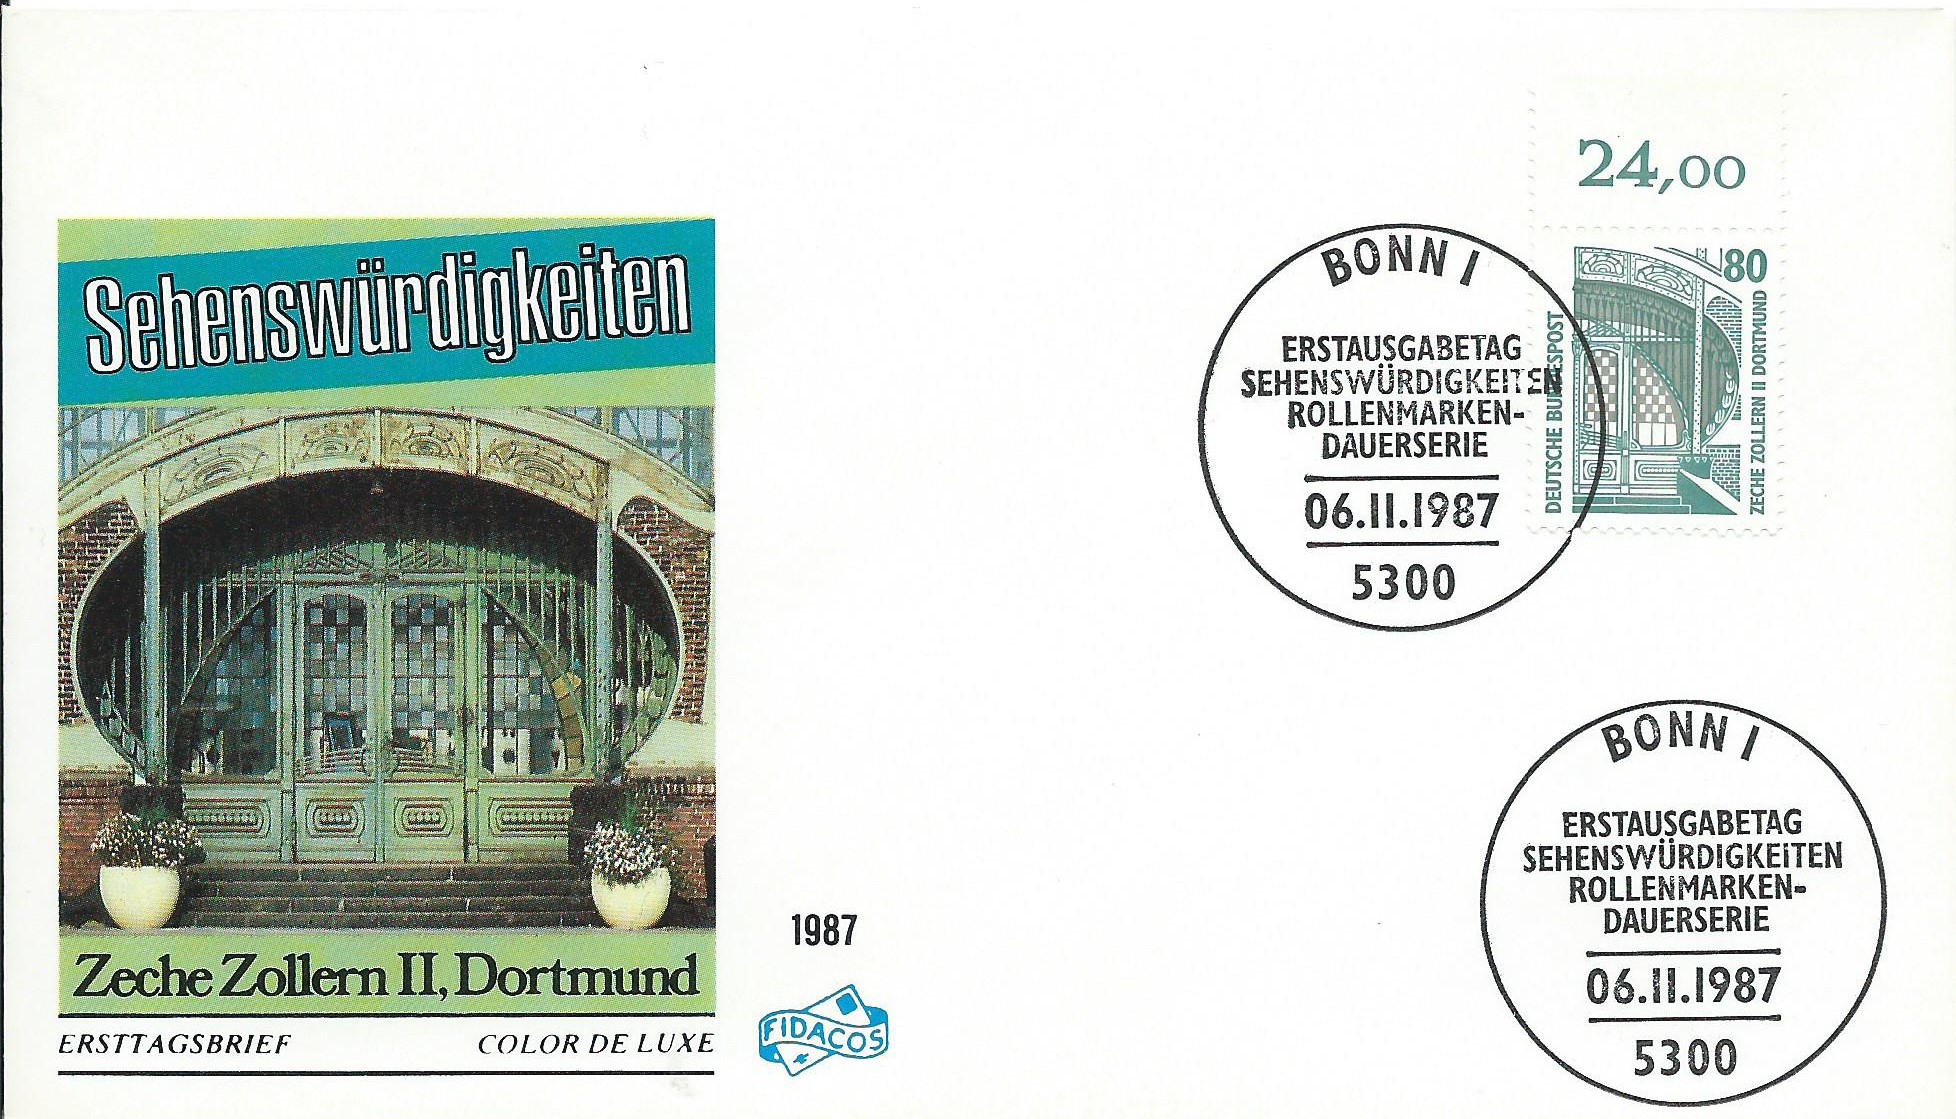 Sehenswürdigkeiten
Zeche Zollern II, Dortmund
ERSTTAGSBRIEF COLOR DE LUXE
1987
FIDACOS
24,00
80
DEUTSCHE BUNDESPOST
ZECHE ZOLLERN II DORTMUND
BONN 1
ERSTAUSGABETAG
SEHENSWÜRDIGKEITEN
ROLLENMARKEN-
DAUERSERIE
06.11.1987
5300
BONN 1
ERSTAUSGABETAG
SEHENSWÜRDIGKEITEN
ROLLENMARKEN-
DAUERSERIE
06.11.1987
5300